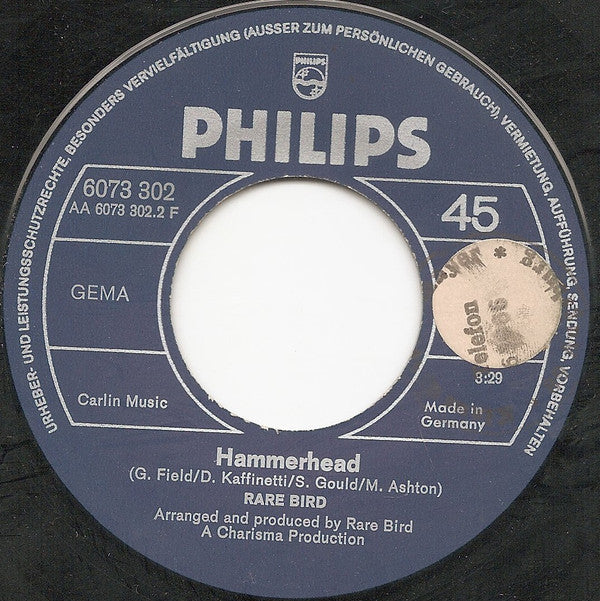 URHEBER- UND LEISTUNGSSCHUTZRECHTE, BESONDERS VERVIELFÄLTIGUNG (AUSSER ZUM PERSÖNLICHEN GEBRAUCH), VERMIETUNG, AUFFÜHRUNG, SENDUNG, VORBEHALTEN
PHILIPS
PHILIPS
6073 302
AA 6073 302.2 F
45
GEMA
3:29
Carlin Music
Made in
Germany
Hammerhead
(G. Field/D. Kaffinetti/S. Gould/M. Ashton)
RARE BIRD
Arranged and produced by Rare Bird
A Charisma Production